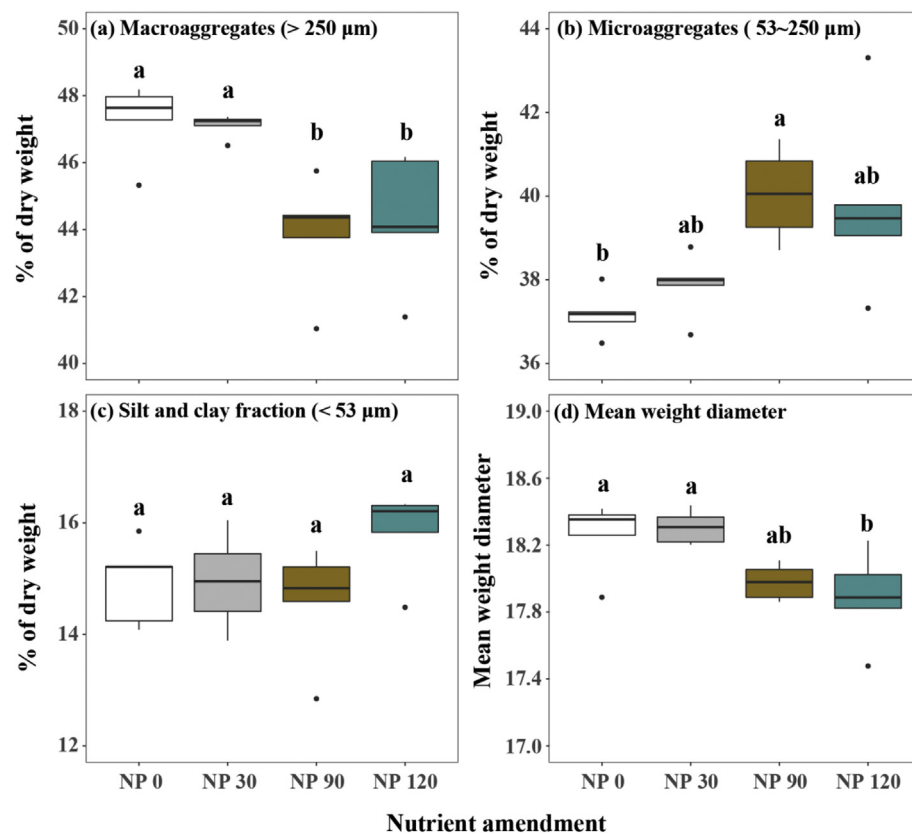 (a) Macroaggregates (> 250 μm)
% of dry weight
50
48
46
44
42
40
a
a
b
b
(b) Microaggregates ( 53~250 μm)
% of dry weight
44
42
40
38
36
b
ab
a
ab
(c) Silt and clay fraction (< 53 μm)
% of dry weight
18
16
14
12
a
a
a
a
NP 0 NP 30 NP 90 NP 120
(d) Mean weight diameter
Mean weight diameter
19.0
18.6
18.2
17.8
17.4
17.0
a
a
ab
b
NP 0 NP 30 NP 90 NP 120
Nutrient amendment